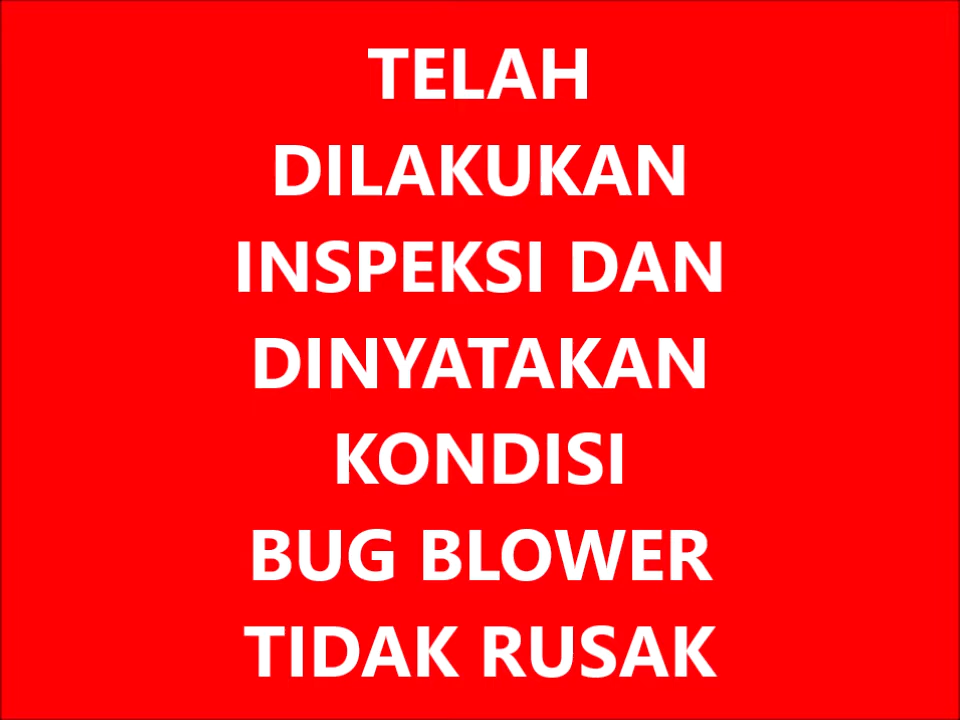 TELAH
DILAKUKAN
INSPEKSI DAN
DINYATAKAN
KONDISI
BUG BLOWER
TIDAK RUSAK